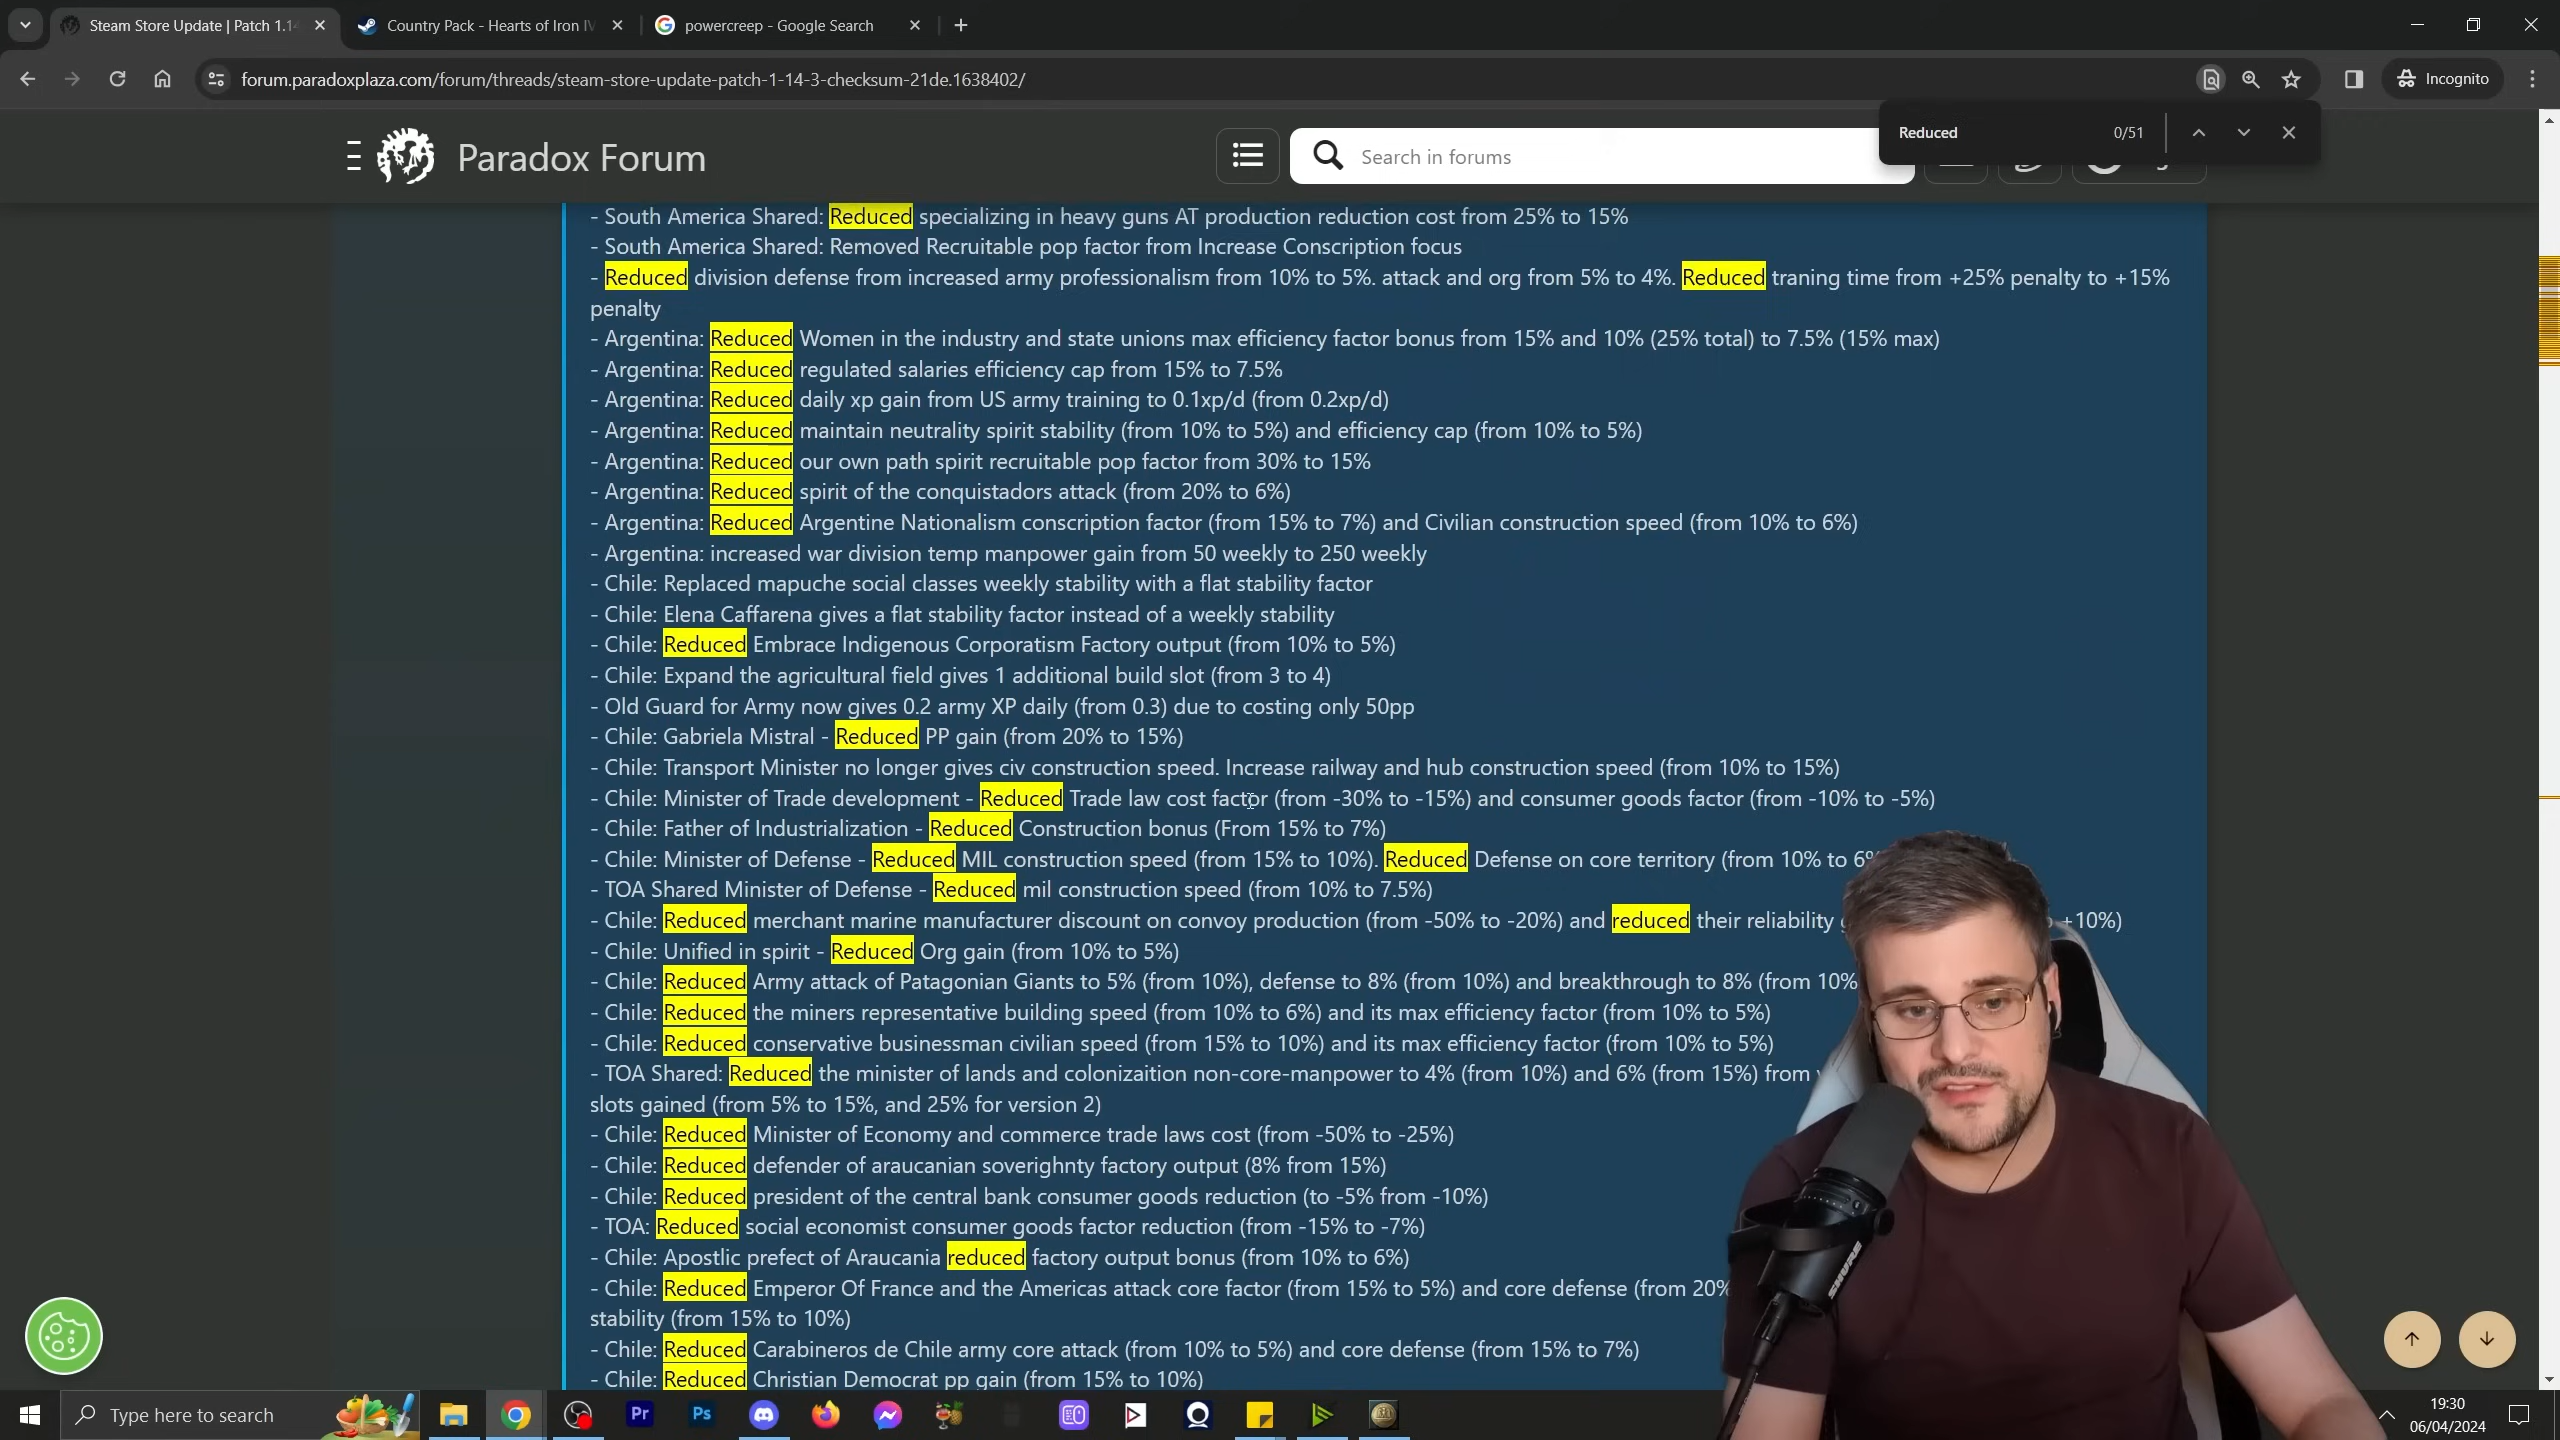 Steam Store Update | Patch 1.1
Country Pack - Hearts of Iron IV
powercreep - Google Search
forum.paradoxplaza.com/forum/threads/steam-store-update-patch-1-14-3-checksum-21de.1638402/
Incognito
Reduced 0/51
Paradox Forum
Search in forums
- South America Shared: Reduced specializing in heavy guns AT production reduction cost from 25% to 15%
- South America Shared: Removed Recruitable pop factor from Increase Conscription focus
- Reduced division defense from increased army professionalism from 10% to 5%. attack and org from 5% to 4%. Reduced traning time from +25% penalty to +15%
penalty
- Argentina: Reduced Women in the industry and state unions max efficiency factor bonus from 15% and 10% (25% total) to 7.5% (15% max)
- Argentina: Reduced regulated salaries efficiency cap from 15% to 7.5%
- Argentina: Reduced daily xp gain from US army training to 0.1xp/d (from 0.2xp/d)
- Argentina: Reduced maintain neutrality spirit stability (from 10% to 5%) and efficiency cap (from 10% to 5%)
- Argentina: Reduced our own path spirit recruitable pop factor from 30% to 15%
- Argentina: Reduced spirit of the conquistadors attack (from 20% to 6%)
- Argentina: Reduced Argentine Nationalism conscription factor (from 15% to 7%) and Civilian construction speed (from 10% to 6%)
- Argentina: increased war division temp manpower gain from 50 weekly to 250 weekly
- Chile: Replaced mapuche social classes weekly stability with a flat stability factor
- Chile: Elena Caffarena gives a flat stability factor instead of a weekly stability
- Chile: Reduced Embrace Indigenous Corporatism Factory output (from 10% to 5%)
- Chile: Expand the agricultural field gives 1 additional build slot (from 3 to 4)
- Old Guard for Army now gives 0.2 army XP daily (from 0.3) due to costing only 50pp
- Chile: Gabriela Mistral - Reduced PP gain (from 20% to 15%)
- Chile: Transport Minister no longer gives civ construction speed. Increase railway and hub construction speed (from 10% to 15%)
- Chile: Minister of Trade development - Reduced Trade law cost factor (from -30% to -15%) and consumer goods factor (from -10% to -5%)
- Chile: Father of Industrialization - Reduced Construction bonus (From 15% to 7%)
- Chile: Minister of Defense - Reduced MIL construction speed (from 15% to 10%). Reduced Defense on core territory (from 10% to 6%
- TOA Shared Minister of Defense - Reduced mil construction speed (from 10% to 7.5%)
- Chile: Reduced merchant marine manufacturer discount on convoy production (from -50% to -20%) and reduced their reliability +10%)
- Chile: Unified in spirit - Reduced Org gain (from 10% to 5%)
- Chile: Reduced Army attack of Patagonian Giants to 5% (from 10%), defense to 8% (from 10%) and breakthrough to 8% (from 10%
- Chile: Reduced the miners representative building speed (from 10% to 6%) and its max efficiency factor (from 10% to 5%)
- Chile: Reduced conservative businessman civilian speed (from 15% to 10%) and its max efficiency factor (from 10% to 5%)
- TOA Shared: Reduced the minister of lands and colonizaition non-core-manpower to 4% (from 10%) and 6% (from 15%) from
slots gained (from 5% to 15%, and 25% for version 2)
- Chile: Reduced Minister of Economy and commerce trade laws cost (from -50% to -25%)
- Chile: Reduced defender of araucanian soverighnty factory output (8% from 15%)
- Chile: Reduced president of the central bank consumer goods reduction (to -5% from -10%)
- TOA: Reduced social economist consumer goods factor reduction (from -15% to -7%)
- Chile: Apostlic prefect of Araucania reduced factory output bonus (from 10% to 6%)
- Chile: Reduced Emperor Of France and the Americas attack core factor (from 15% to 5%) and core defense (from 20%
stability (from 15% to 10%)
- Chile: Reduced Carabineros de Chile army core attack (from 10% to 5%) and core defense (from 15% to 7%)
- Chile: Reduced Christian Democrat pp gain (from 15% to 10%)
SHURE
Type here to search
Pr
Ps
19:30
06/04/2024